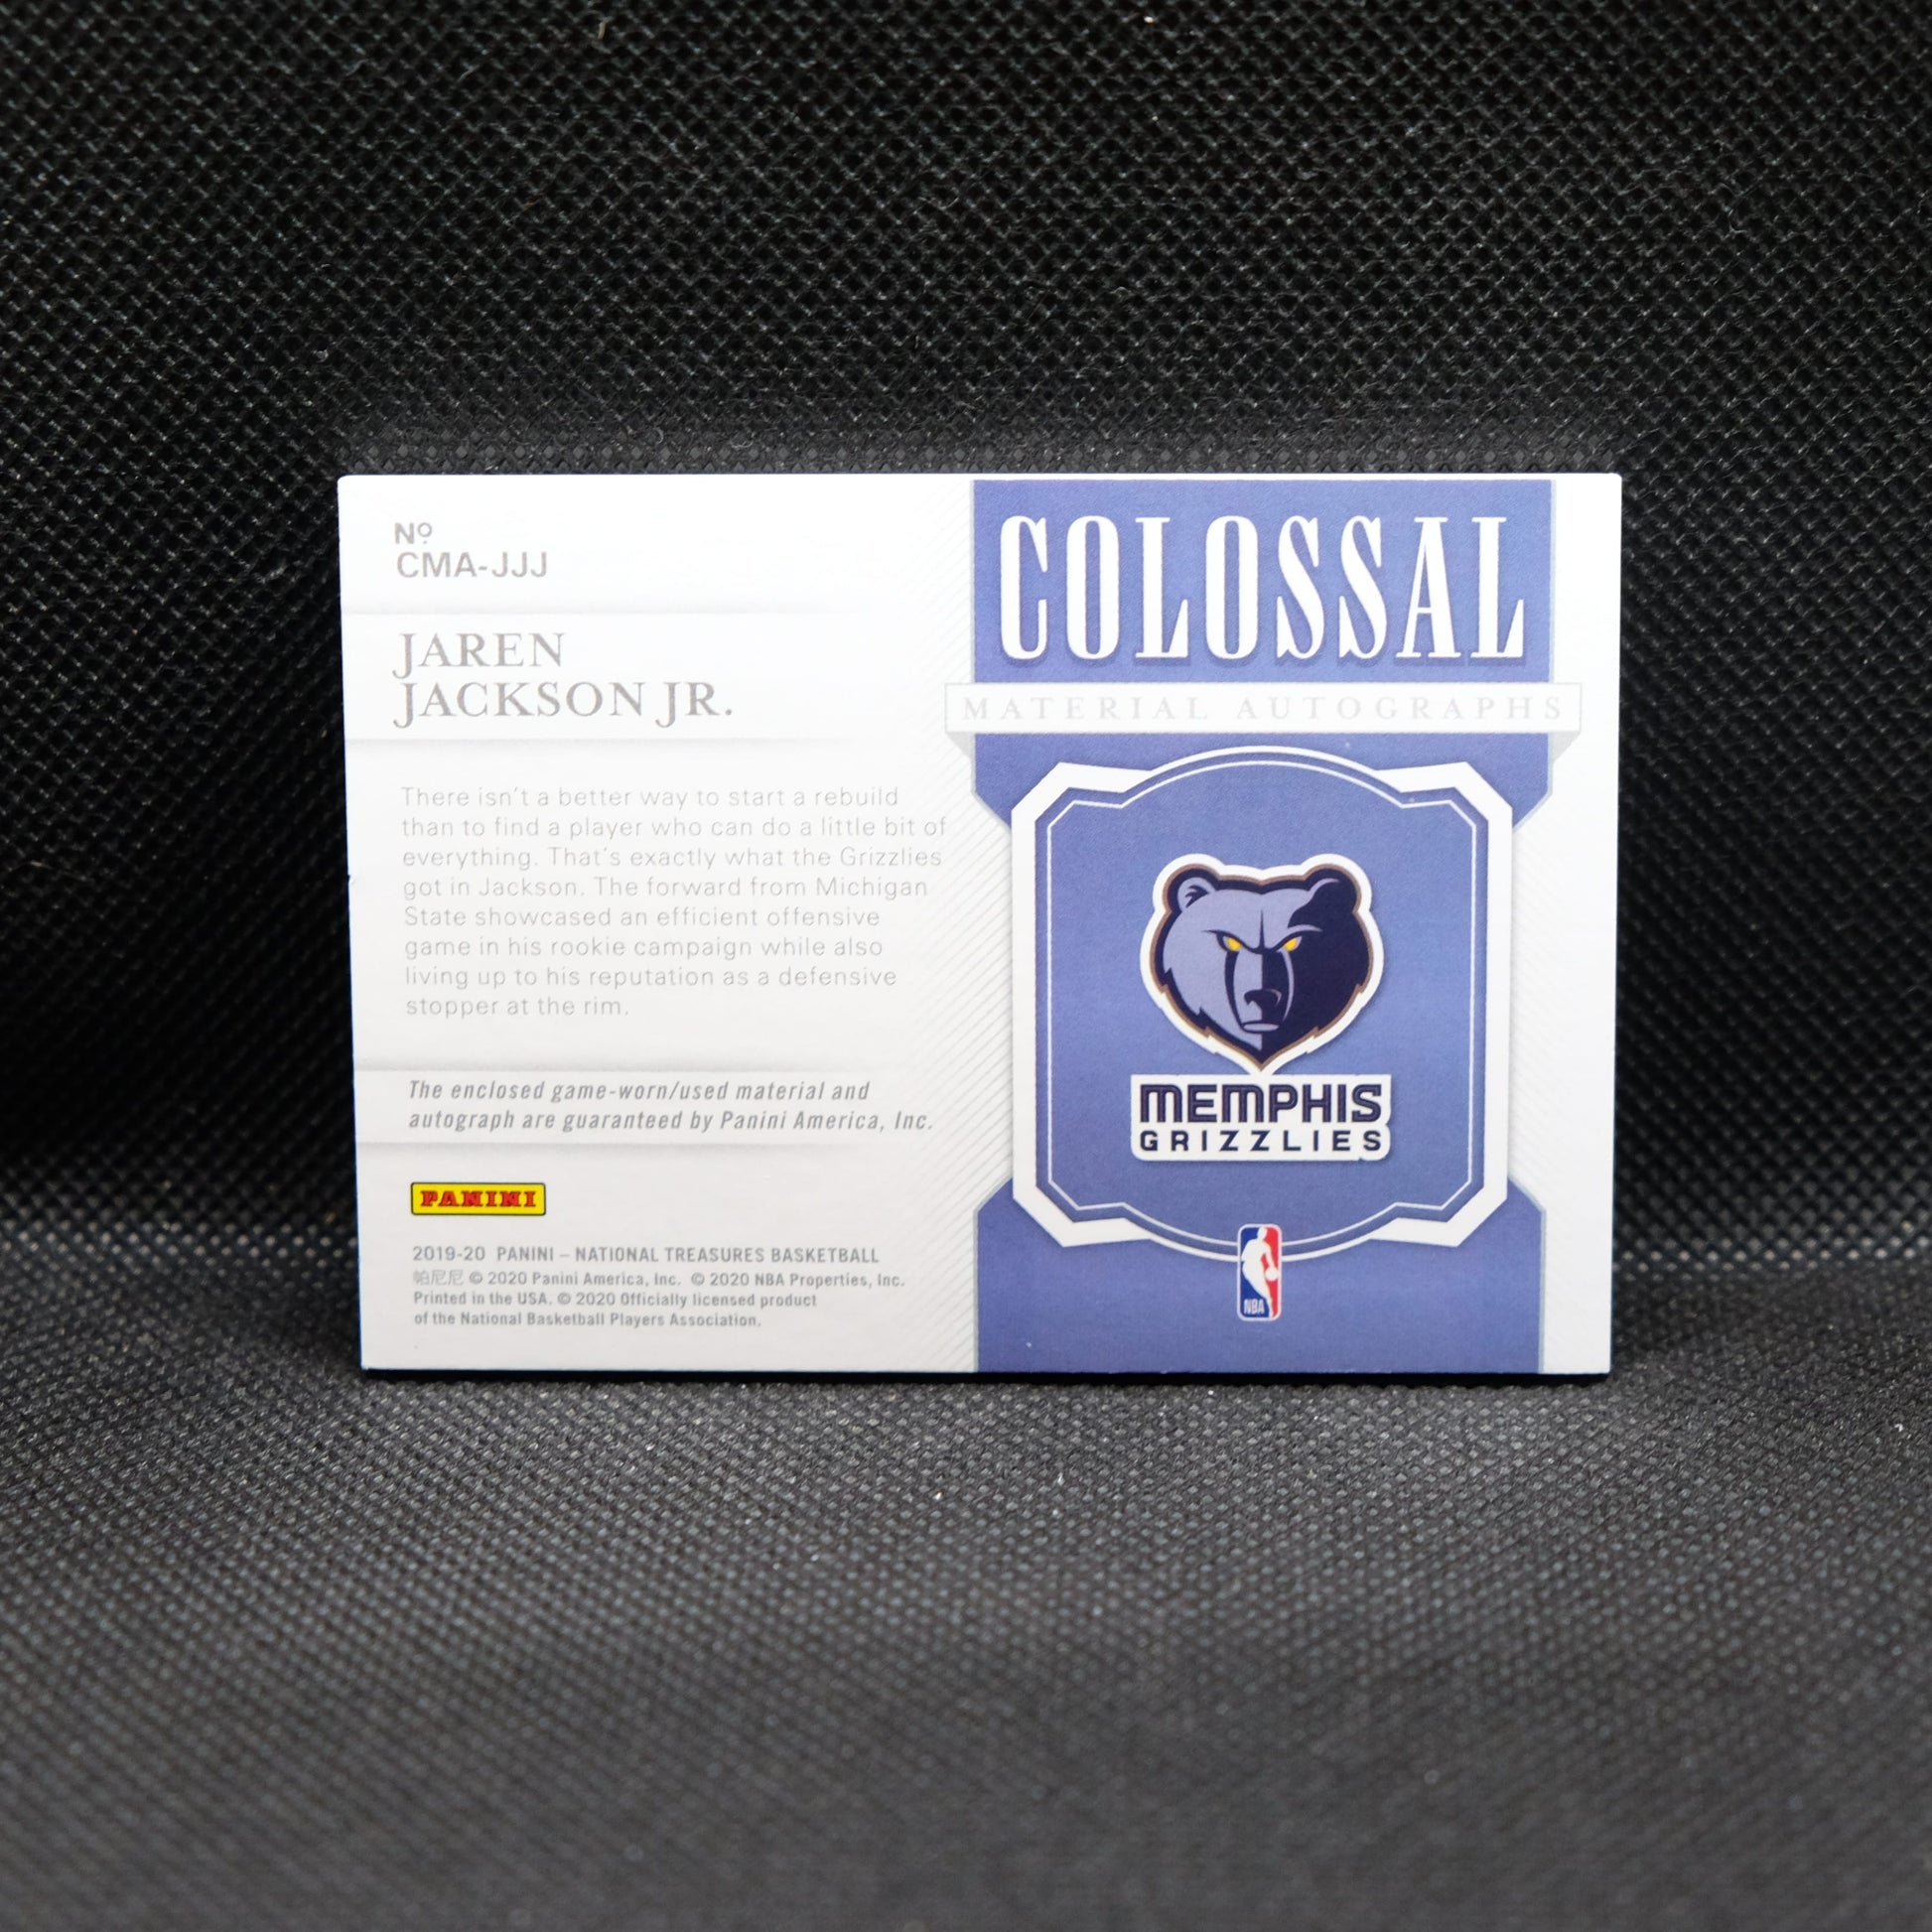 Nº
CMA-JJJ
JAREN
JACKSON JR.
There isn't a better way to start a rebuild
than to find a player who can do a little bit of
everything. That's exactly what the Grizzlies
got in Jackson. The forward from Michigan
State showcased an efficient offensive
game in his rookie campaign while also
living up to his reputation as a defensive
stopper at the rim.
The enclosed game-worn/used material and
autograph are guaranteed by Panini America, Inc.
PANINI
2019-20 PANINI – NATIONAL TREASURES BASKETBALL
帕尼尼 © 2020 Panini America, Inc. © 2020 NBA Properties, Inc.
Printed in the USA. © 2020 Officially licensed product
of the National Basketball Players Association.
COLOSSAL
MATERIAL AUTOGRAPHS
MEMPHIS
GRIZZLIES
NBA